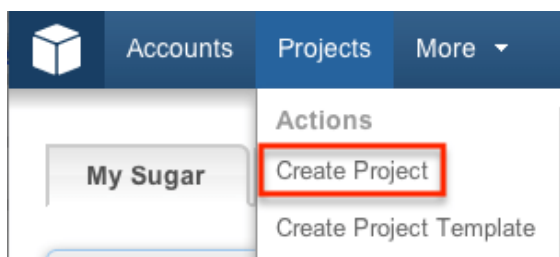 Accounts Projects More
Actions
My Sugar Create Project
Create Project Template